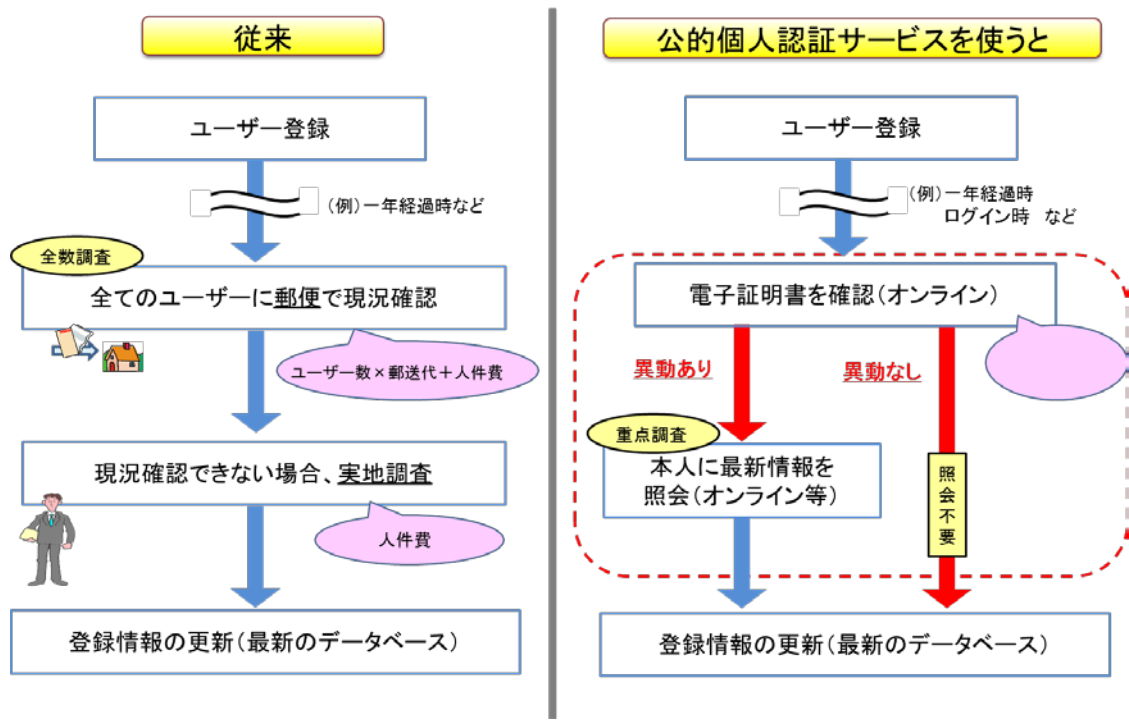 従来
ユーザー登録
(例)一年経過時など
全数調査
全てのユーザーに郵便で現況確認
ユーザー数×郵送代+人件費
現況確認できない場合、実地調査
人件費
登録情報の更新(最新のデータベース)
公的個人認証サービスを使うと
ユーザー登録
(例)一年経過時
ログイン時 など
電子証明書を確認(オンライン)
異動あり
異動なし
重点調査
本人に最新情報を
照会(オンライン等)
照会不要
登録情報の更新(最新のデータベース)